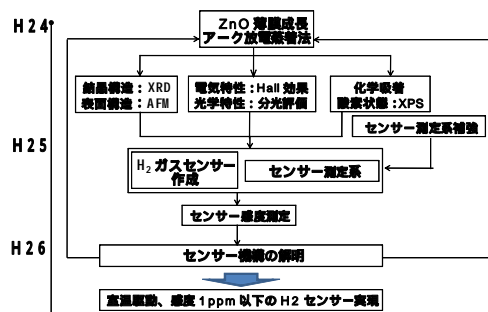 H24
ZnO 薄膜成長
アーク放電蒸着法
結晶構造:XRD
表面構造:AFM
電気特性:Hall 効果
光学特性:分光評価
化学吸着
酸素状態:XPS
センサー測定系補強
H25
H2 ガスセンサー
作成
センサー測定系
センサー感度測定
H26
センサー機構の解明
室温駆動、感度 1ppm 以下の H2 センサー実現